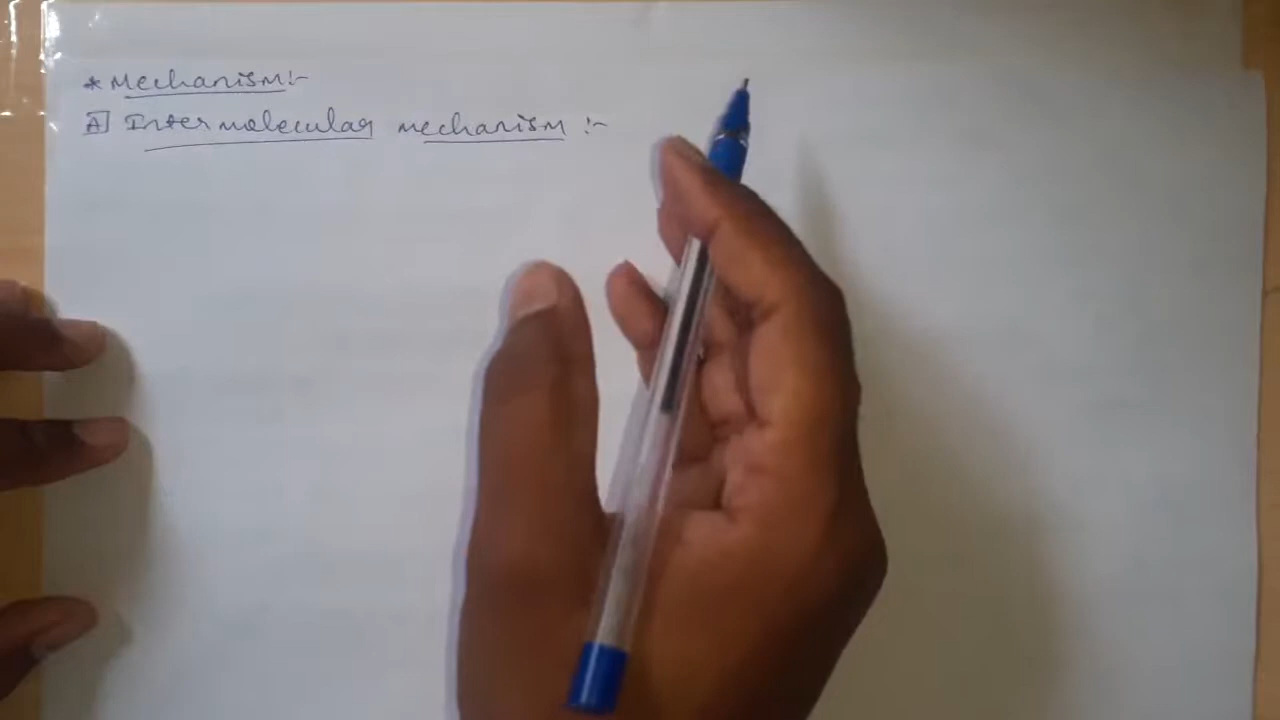 * Mechanism :-
A] Intermolecular mechanism :-